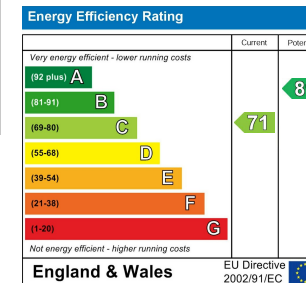 Energy Efficiency Rating
Current
Very energy efficient - lower running costs
(92 plus) A
(81-91) B
(69-80) C
71
(55-68) D
(39-54) E
(21-38) F
(1-20) G
Not energy efficient - higher running costs
England & Wales
EU Directive
2002/91/EC